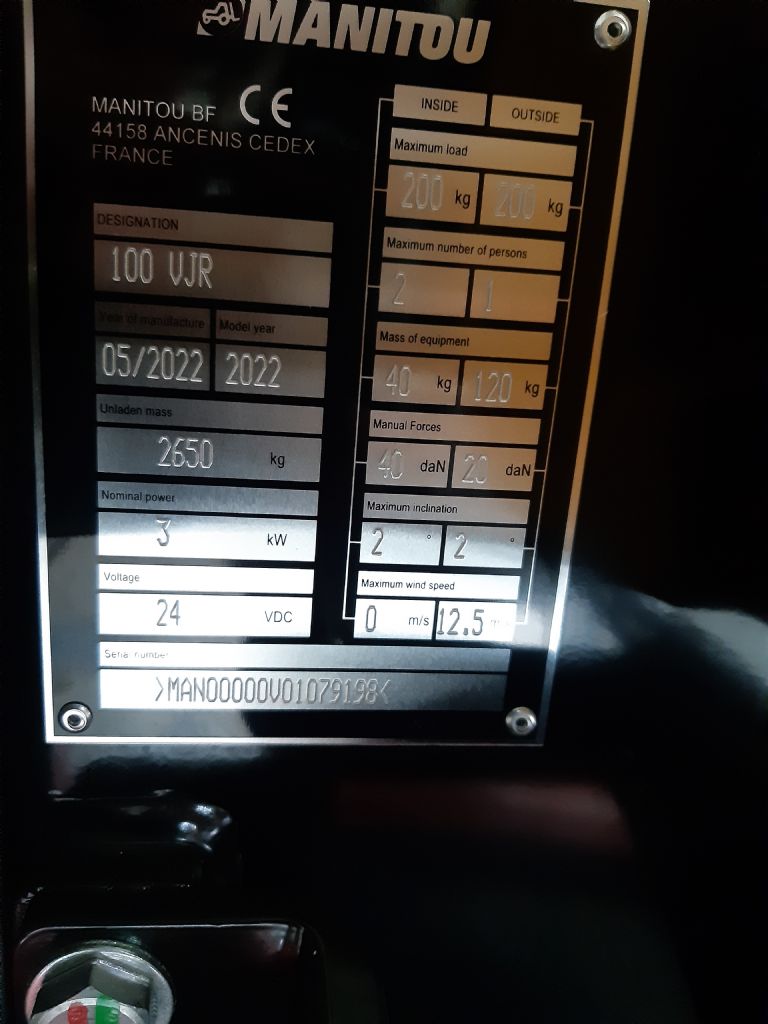 MANITOU
MANITOU BF CE
44158 ANCENIS CEDEX
FRANCE
DESIGNATION
100 VJR
Year of manufacture Model year
05/2022 2022
Unladen mass
2650 kg
Nominal power
3 kW
Voltage
24 VDC
Serial number
>MAN00000V01079198<
INSIDE OUTSIDE
Maximum load
200 kg 200 kg
Maximum number of persons
2 1
Mass of equipment
40 kg 120 kg
Manual Forces
40 daN 20 daN
Maximum inclination
2 ° 2 °
Maximum wind speed
0 m/s 12.5 m/s